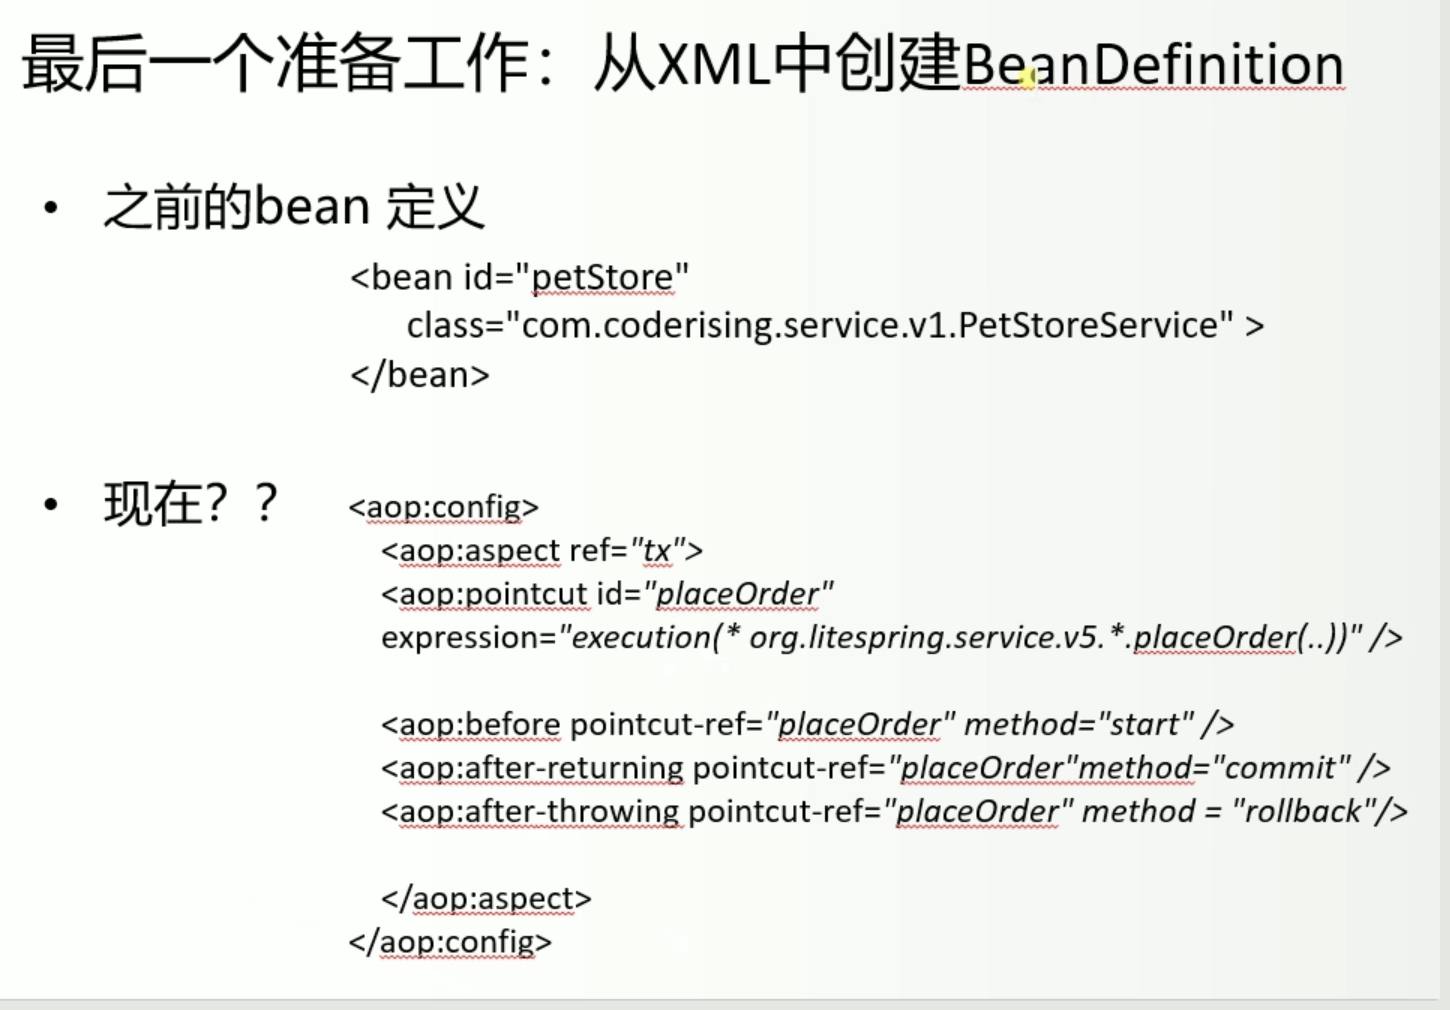 最后一个准备工作：从XML中创建BeanDefinition
• 之前的bean 定义
<bean id="petStore"
class="com.coderising.service.v1.PetStoreService" >
</bean>
• 现在？？
<aop:config>
<aop:aspect ref="tx">
<aop:pointcut id="placeOrder"
expression="execution(* org.litespring.service.v5.*.placeOrder(..))" />
<aop:before pointcut-ref="placeOrder" method="start" />
<aop:after-returning pointcut-ref="placeOrder"method="commit" />
<aop:after-throwing pointcut-ref="placeOrder" method = "rollback"/>
</aop:aspect>
</aop:config>